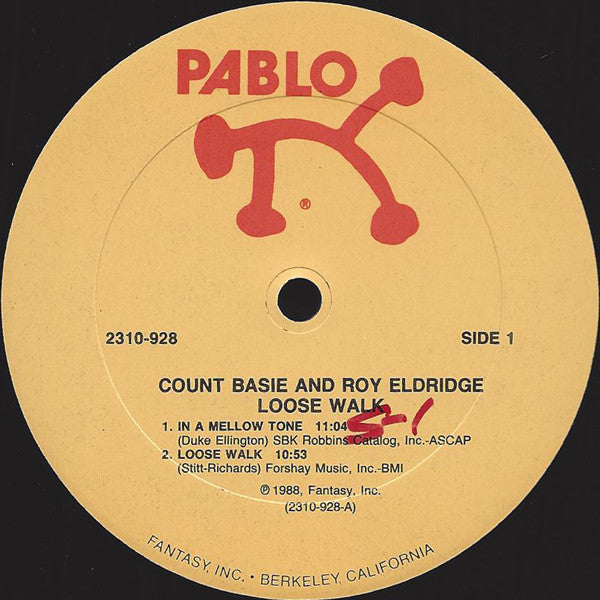 PABLO
®
2310-928 SIDE 1
COUNT BASIE AND ROY ELDRIDGE
LOOSE WALK
S-1
1. IN A MELLOW TONE 11:04
(Duke Ellington) SBK Robbins Catalog, Inc.-ASCAP
2. LOOSE WALK 10:53
(Stitt-Richards) Forshay Music, Inc.-BMI
℗ 1988, Fantasy, Inc.
(2310-928-A)
FANTASY, INC. • BERKELEY, CALIFORNIA